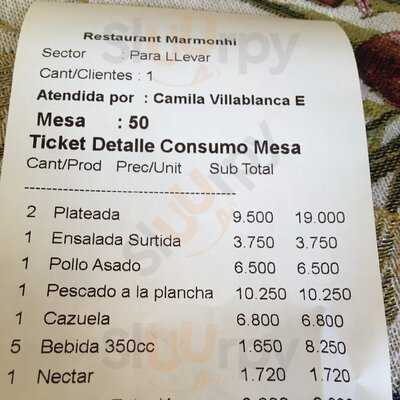 Restaurant Marmonhi
Sector : Para LLevar
Cant/Clientes : 1
Atendida por : Camila Villablanca E
Mesa : 50
Ticket Detalle Consumo Mesa
Cant/Prod Prec/Unit Sub Total
----------------------------------------
2 Plateada 9.500 19.000
1 Ensalada Surtida 3.750 3.750
1 Pollo Asado 6.500 6.500
1 Pescado a la plancha 10.250 10.250
1 Cazuela 6.800 6.800
5 Bebida 350cc 1.650 8.250
1 Nectar 1.720 1.720